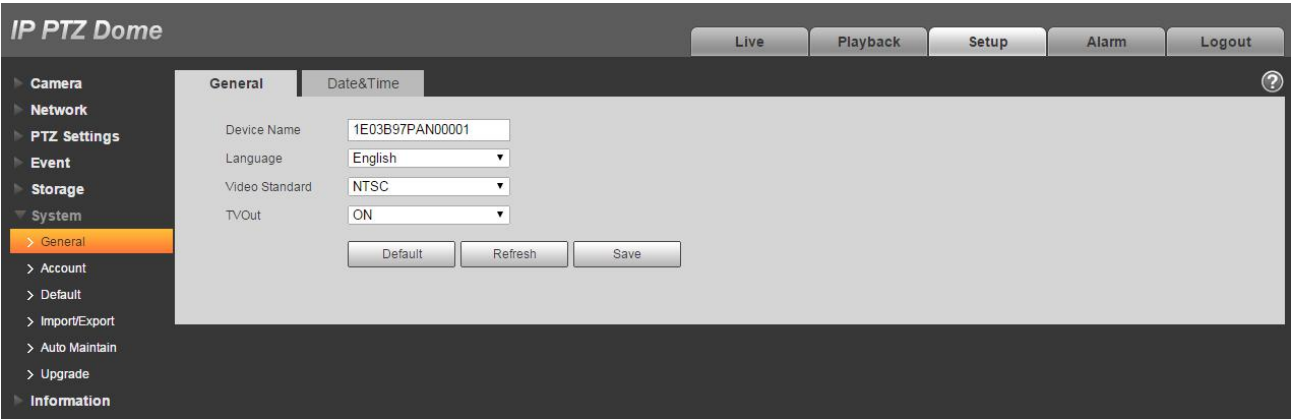 IP PTZ Dome
Live Playback Setup Alarm Logout
Camera
Network
PTZ Settings
Event
Storage
System
> General
> Account
> Default
> Import/Export
> Auto Maintain
> Upgrade
Information
General Date&Time
?
Device Name 1E03B97PAN00001
Language English
Video Standard NTSC
TVOut ON
Default Refresh Save